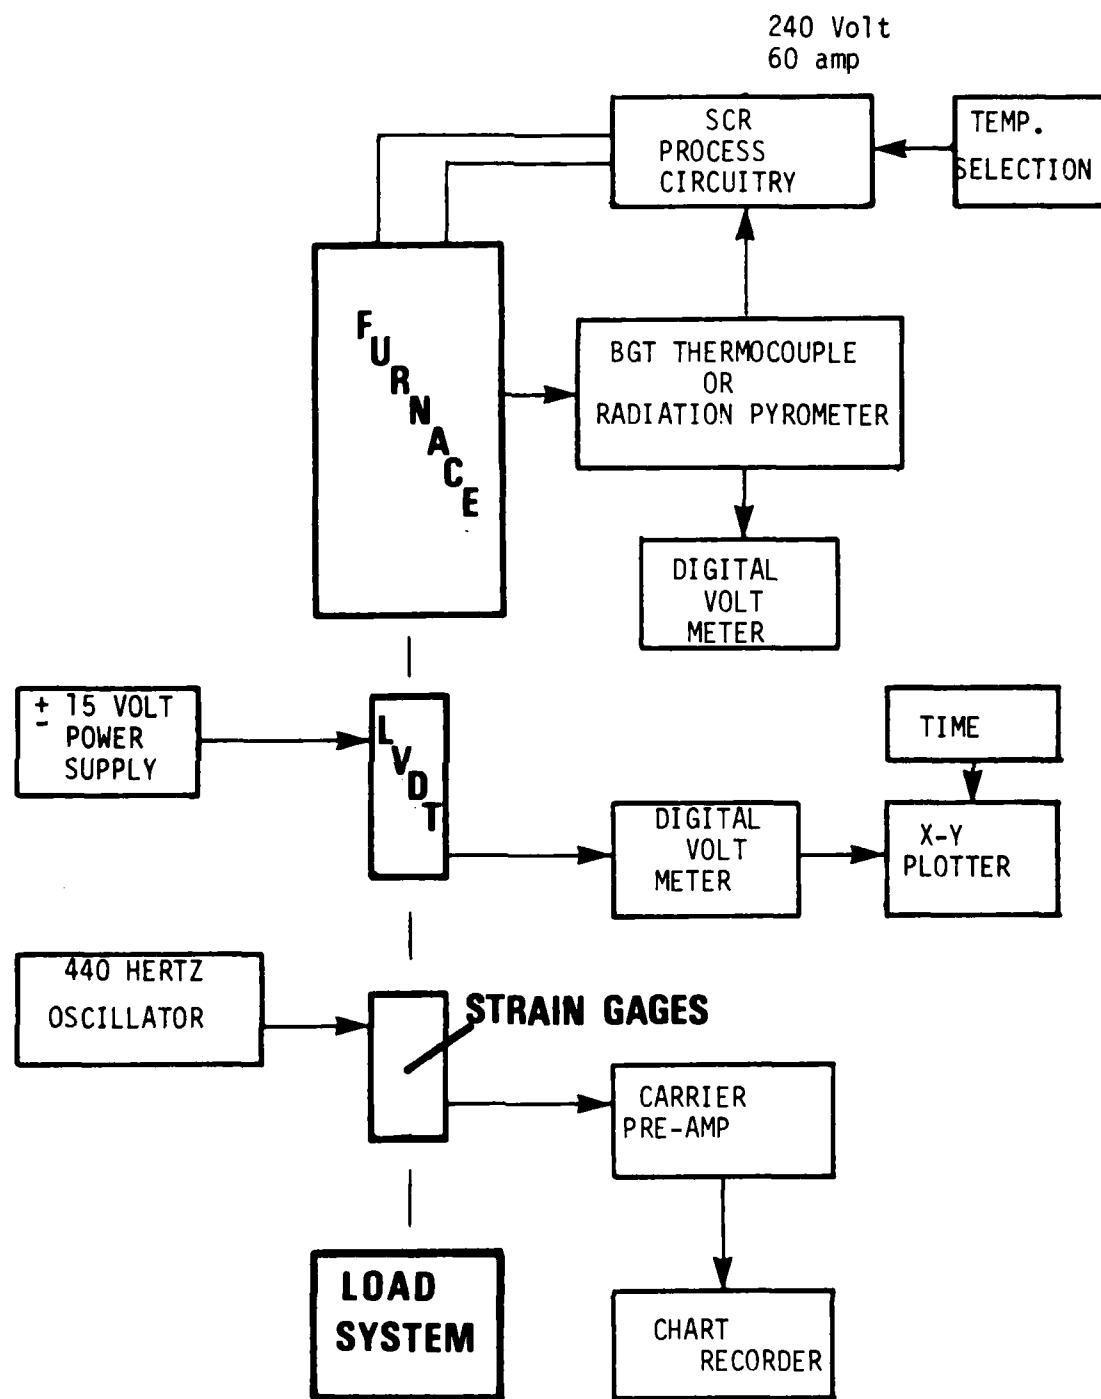 240 Volt
60 amp
SCR
PROCESS
CIRCUITRY
TEMP.
SELECTION
FURNACE
BGT THERMOCOUPLE
OR
RADIATION PYROMETER
DIGITAL
VOLT
METER
± 15 VOLT
POWER
SUPPLY
LVDT
TIME
DIGITAL
VOLT
METER
X-Y
PLOTTER
440 HERTZ
OSCILLATOR
STRAIN GAGES
CARRIER
PRE-AMP
LOAD
SYSTEM
CHART
RECORDER